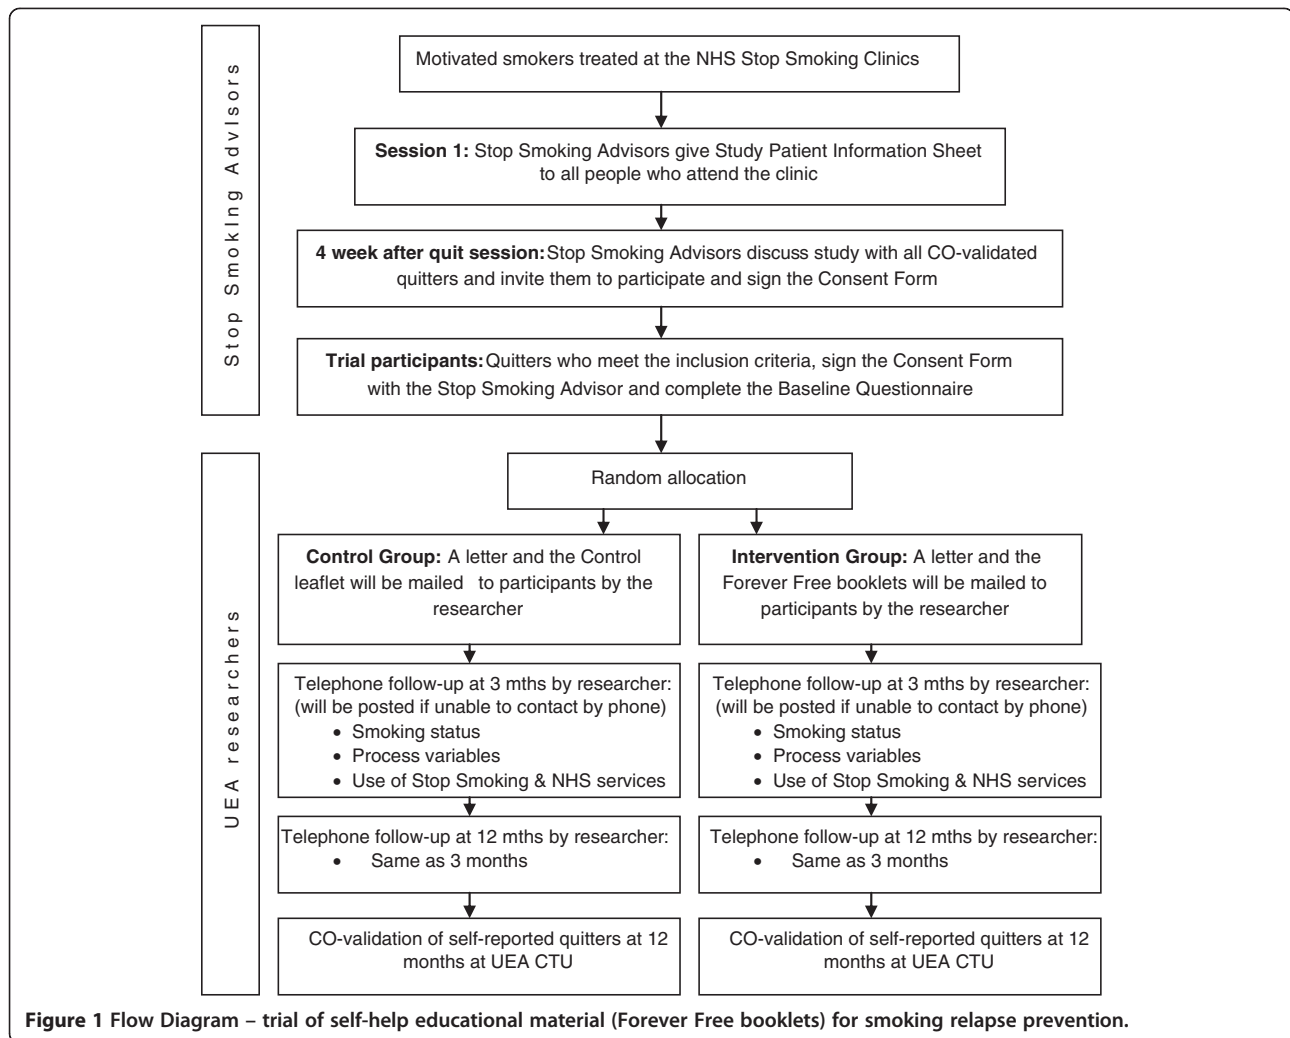 Stop Smoking Advisors
Motivated smokers treated at the NHS Stop Smoking Clinics
Session 1: Stop Smoking Advisors give Study Patient Information Sheet
to all people who attend the clinic
4 week after quit session: Stop Smoking Advisors discuss study with all CO-validated
quitters and invite them to participate and sign the Consent Form
Trial participants: Quitters who meet the inclusion criteria, sign the Consent Form
with the Stop Smoking Advisor and complete the Baseline Questionnaire
UEA researchers
Random allocation
Control Group: A letter and the Control
leaflet will be mailed to participants by the
researcher
Intervention Group: A letter and the
Forever Free booklets will be mailed to
participants by the researcher
Telephone follow-up at 3 mths by researcher:
(will be posted if unable to contact by phone)
• Smoking status
• Process variables
• Use of Stop Smoking & NHS services
Telephone follow-up at 3 mths by researcher:
(will be posted if unable to contact by phone)
• Smoking status
• Process variables
• Use of Stop Smoking & NHS services
Telephone follow-up at 12 mths by researcher:
• Same as 3 months
Telephone follow-up at 12 mths by researcher:
• Same as 3 months
CO-validation of self-reported quitters at 12
months at UEA CTU
CO-validation of self-reported quitters at 12
months at UEA CTU
Figure 1 Flow Diagram – trial of self-help educational material (Forever Free booklets) for smoking relapse prevention.